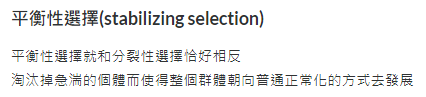 平衡性選擇(stabilizing selection)
平衡性選擇就和分裂性選擇恰好相反
淘汰掉急湍的個體而使得整個群體朝向普通正常化的方式去發展